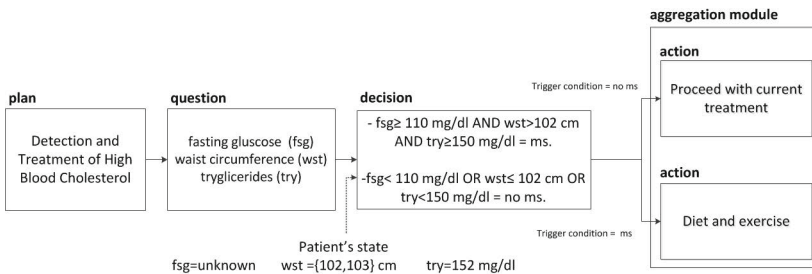 aggregation module
action
Trigger condition = no ms
Proceed with current
treatment
plan
Detection and
Treatment of High
Blood Cholesterol
question
fasting gluscose (fsg)
waist circumference (wst)
tryglicerides (try)
decision
- fsg≥ 110 mg/dl AND wst>102 cm
AND try≥150 mg/dl = ms.
-fsg< 110 mg/dl OR wst≤ 102 cm OR
try<150 mg/dl = no ms.
action
Diet and exercise
Trigger condition = ms
Patient's state
fsg=unknown wst ={102,103} cm try=152 mg/dl